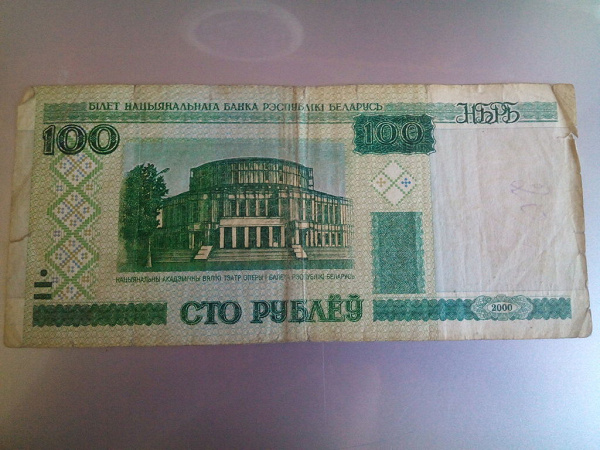 БІЛЕТ НАЦЫЯНАЛЬНАГА БАНКА РЭСПУБЛІКІ БЕЛАРУСЬ
НБРБ
100
100
НАЦЫЯНАЛЬНЫ АКАДЭМІЧНЫ ВЯЛІКІ ТЭАТР ОПЕРЫ І БАЛЕТА РЭСПУБЛІКІ БЕЛАРУСЬ
СТО РУБЛЁЎ
2000